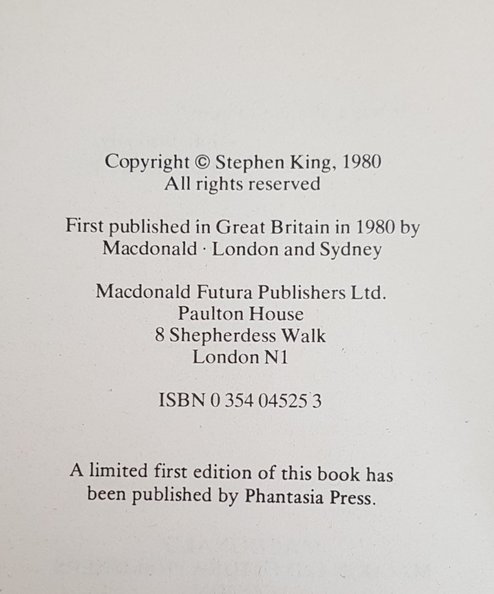 Copyright © Stephen King, 1980
All rights reserved
First published in Great Britain in 1980 by
Macdonald · London and Sydney
Macdonald Futura Publishers Ltd.
Paulton House
8 Shepherdess Walk
London N1
ISBN 0 354 04525 3
A limited first edition of this book has
been published by Phantasia Press.